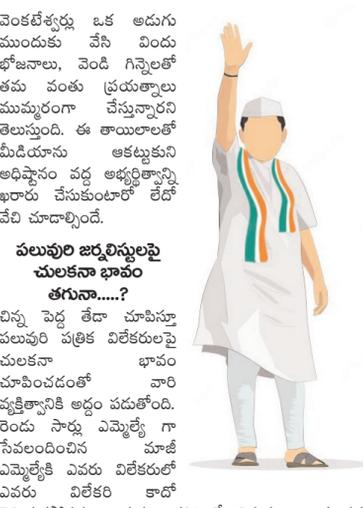 వెంకటేశ్వర్లు ఒక అడుగు
ముందుకు వేసి విందు
భోజనాలు, వెండి గిన్నెలతో
తమ వంతు ప్రయత్నాలు
ముమ్మరంగా చేస్తున్నారని
తెలుస్తుంది. ఈ తాయిలాలతో
మీడియాను ఆకట్టుకుని
అధిష్టానం వద్ద అభ్యర్థిత్వాన్ని
ఖరారు చేసుకుంటారో లేదో
వేచి చూడాల్సిందే.
పలువురి జర్నలిస్టులపై
చులకనా భావం
తగునా.....?
చిన్న పెద్ద తేడా చూపిస్తూ
పలువురి పత్రిక విలేకరులపై
చులకనా భావం
చూపించడంతో వారి
వ్యక్తిత్వానికి అద్దం పడుతోంది.
రెండు సార్లు ఎమ్మెల్యే గా
సేవలందించిన మాజీ
ఎమ్మెల్యేకి ఎవరు విలేకరులో
ఎవరు విలేకరి కాదో